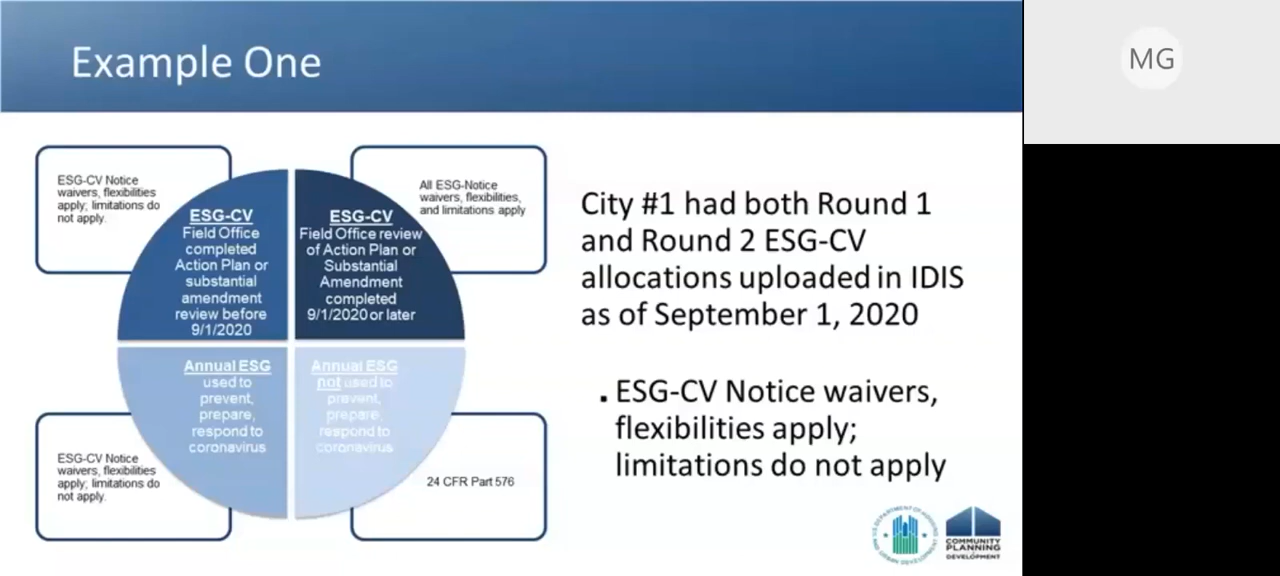 Example One
MG
ESG-CV Notice
waivers, flexibilities
apply; limitations do
not apply.
All ESG-Notice
waivers, flexibilities,
and limitations apply
ESG-CV
Field Office
completed
Action Plan or
substantial
amendment
review before
9/1/2020
ESG-CV
Field Office review
of Action Plan or
Substantial
Amendment
completed
9/1/2020 or later
Annual ESG
used to
prevent,
prepare,
respond to
coronavirus
Annual ESG
not used to
prevent,
prepare,
respond to
coronavirus
ESG-CV Notice
waivers, flexibilities
apply; limitations do
not apply.
24 CFR Part 576
City #1 had both Round 1
and Round 2 ESG-CV
allocations uploaded in IDIS
as of September 1, 2020
. ESG-CV Notice waivers,
flexibilities apply;
limitations do not apply
COMMUNITY
PLANNING
DEVELOPMENT